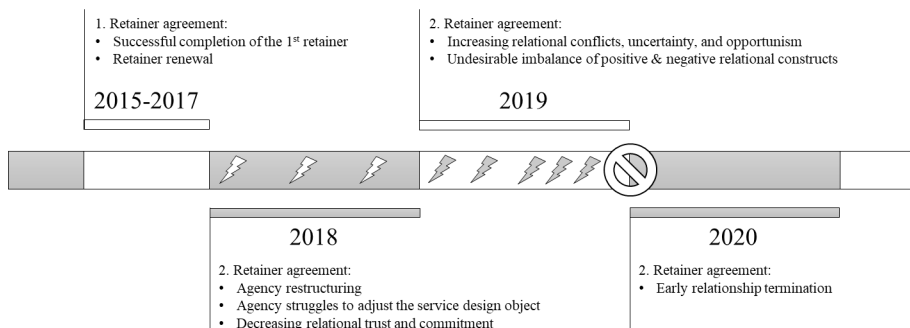 1. Retainer agreement:
• Successful completion of the 1st retainer
• Retainer renewal
2015-2017
2. Retainer agreement:
• Increasing relational conflicts, uncertainty, and opportunism
• Undesirable imbalance of positive & negative relational constructs
2019
2018
2. Retainer agreement:
• Agency restructuring
• Agency struggles to adjust the service design object
• Decreasing relational trust and commitment
2020
2. Retainer agreement:
• Early relationship termination